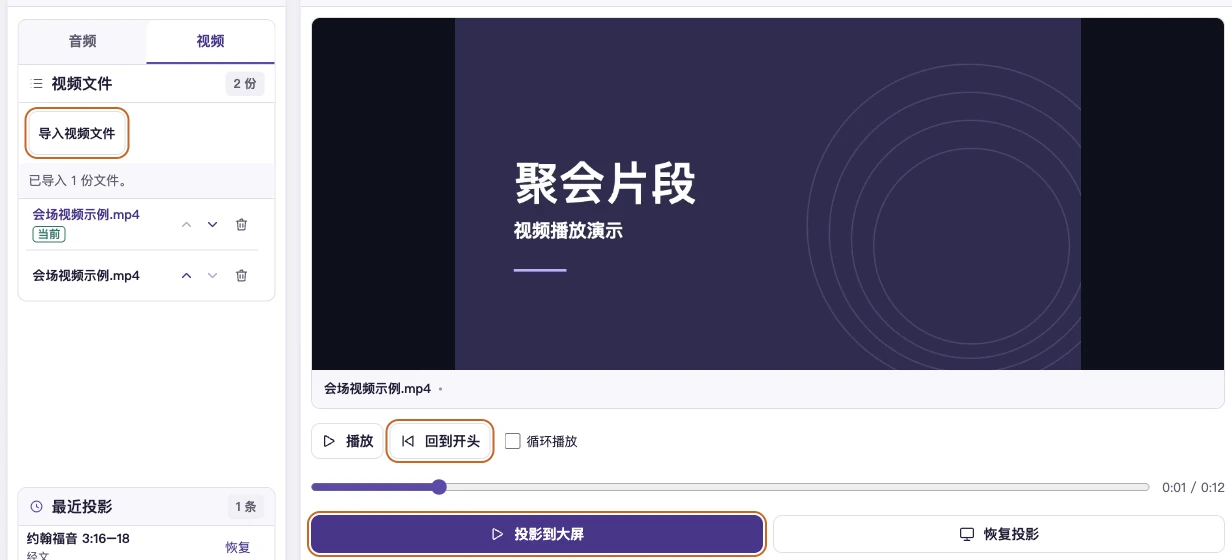 音频
视频
视频文件
2 份
导入视频文件
已导入 1 份文件。
会场视频示例.mp4
当前
会场视频示例.mp4
最近投影
1 条
约翰福音 3:16—18
经文
恢复
聚会片段
视频播放演示
会场视频示例.mp4 •
播放
回到开头
循环播放
0:01 / 0:12
投影到大屏
恢复投影